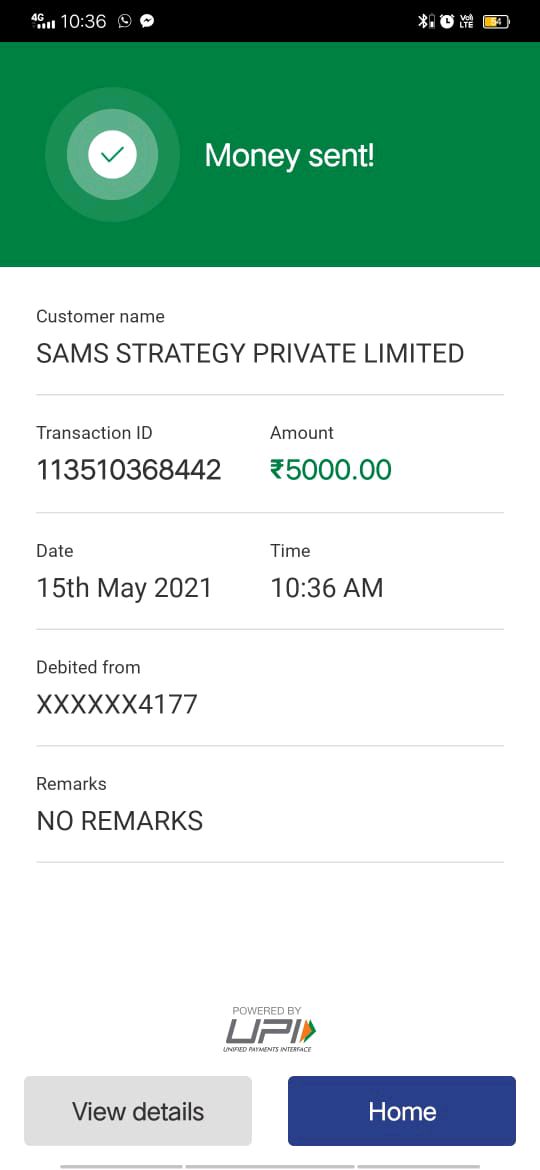 4G 10:36 VoLTE 54
Money sent!
Customer name
SAMS STRATEGY PRIVATE LIMITED
Transaction ID Amount
113510368442 ₹5000.00
Date Time
15th May 2021 10:36 AM
Debited from
XXXXXX4177
Remarks
NO REMARKS
POWERED BY
UPI
UNIFIED PAYMENTS INTERFACE
View details Home